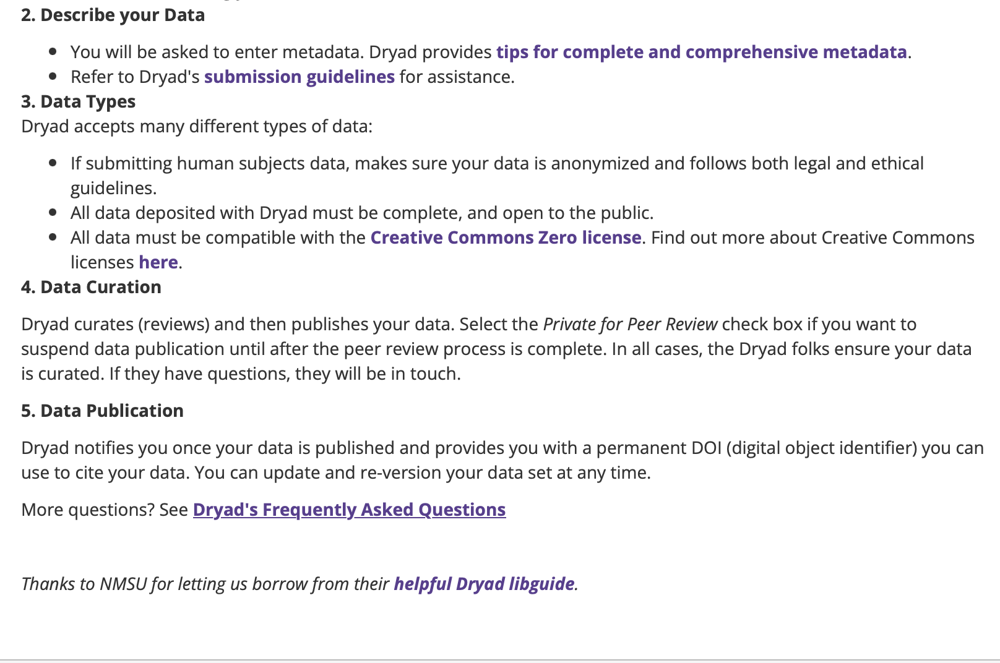 2. Describe your Data
• You will be asked to enter metadata. Dryad provides tips for complete and comprehensive metadata.
• Refer to Dryad's submission guidelines for assistance.
3. Data Types
Dryad accepts many different types of data:
• If submitting human subjects data, makes sure your data is anonymized and follows both legal and ethical
guidelines.
• All data deposited with Dryad must be complete, and open to the public.
• All data must be compatible with the Creative Commons Zero license. Find out more about Creative Commons
licenses here.
4. Data Curation
Dryad curates (reviews) and then publishes your data. Select the Private for Peer Review check box if you want to
suspend data publication until after the peer review process is complete. In all cases, the Dryad folks ensure your data
is curated. If they have questions, they will be in touch.
5. Data Publication
Dryad notifies you once your data is published and provides you with a permanent DOI (digital object identifier) you can
use to cite your data. You can update and re-version your data set at any time.
More questions? See Dryad's Frequently Asked Questions
Thanks to NMSU for letting us borrow from their helpful Dryad libguide.